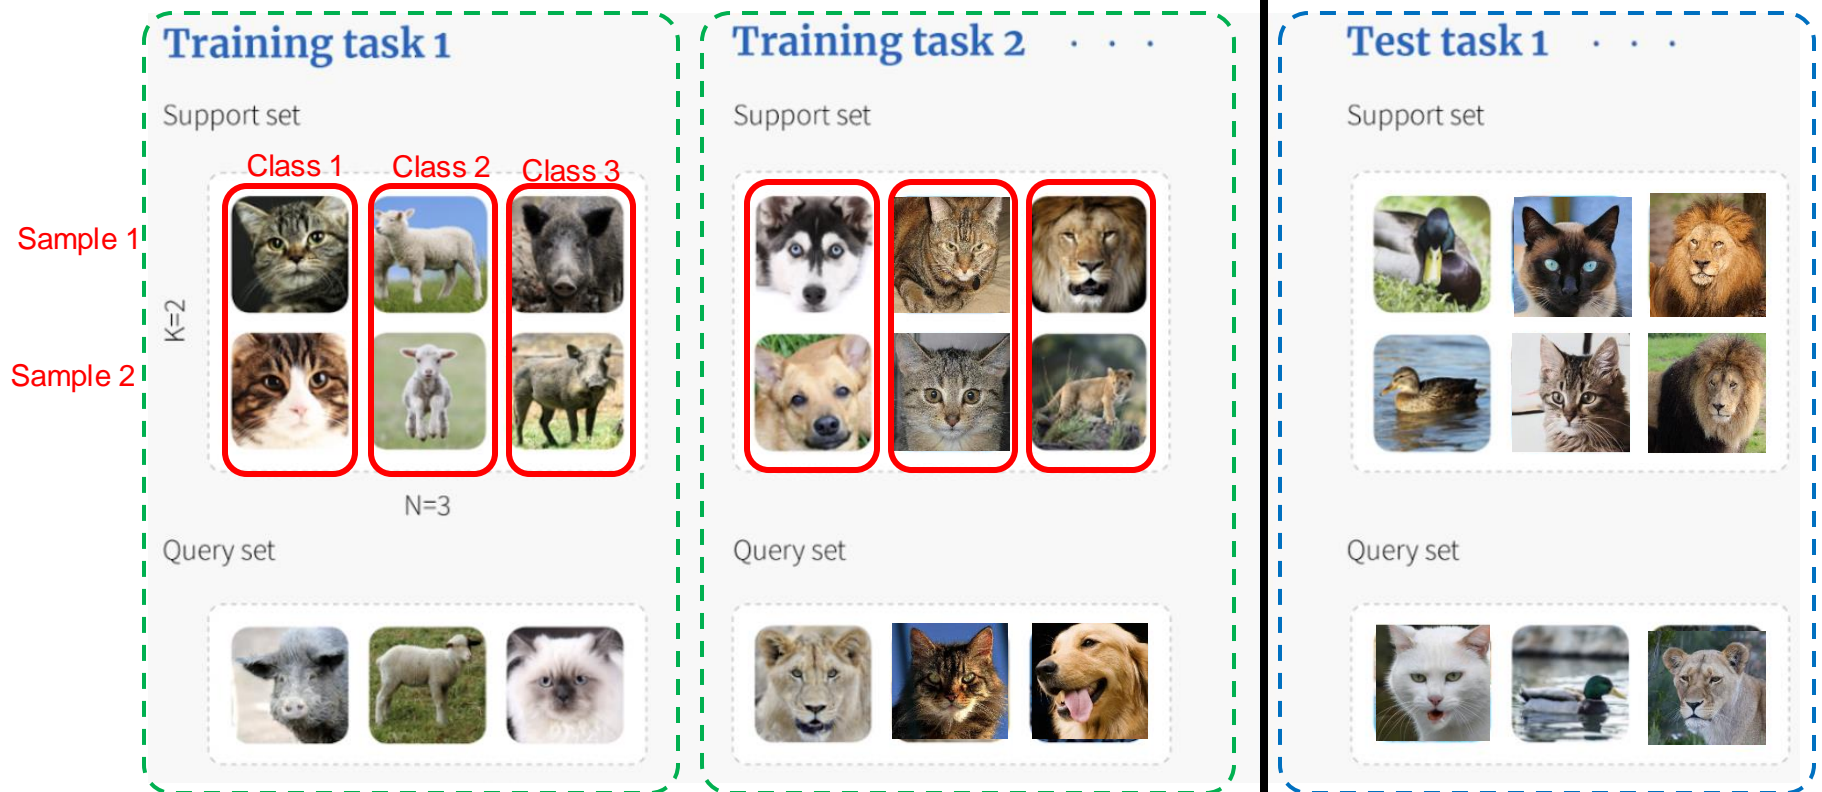 Training task 1
Support set
Class 1
Class 2
Class 3
Sample 1
K=2
Sample 2
N=3
Query set
Training task 2 . . .
Support set
Query set
Test task 1 . . .
Support set
Query set